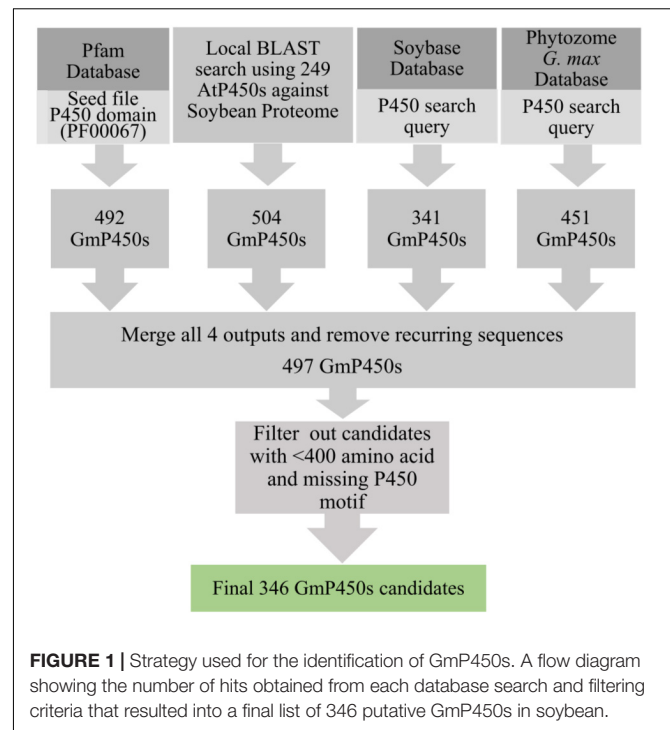 Pfam
Database
Seed file
P450 domain
(PF00067)
Local BLAST
search using 249
AtP450s against
Soybean Proteome
Soybase
Database
P450 search
query
Phytozome
G. max
Database
P450 search
query
492
GmP450s
504
GmP450s
341
GmP450s
451
GmP450s
Merge all 4 outputs and remove recurring sequences
497 GmP450s
Filter out candidates
with <400 amino acid
and missing P450
motif
Final 346 GmP450s candidates
FIGURE 1 | Strategy used for the identification of GmP450s. A flow diagram
showing the number of hits obtained from each database search and filtering
criteria that resulted into a final list of 346 putative GmP450s in soybean.